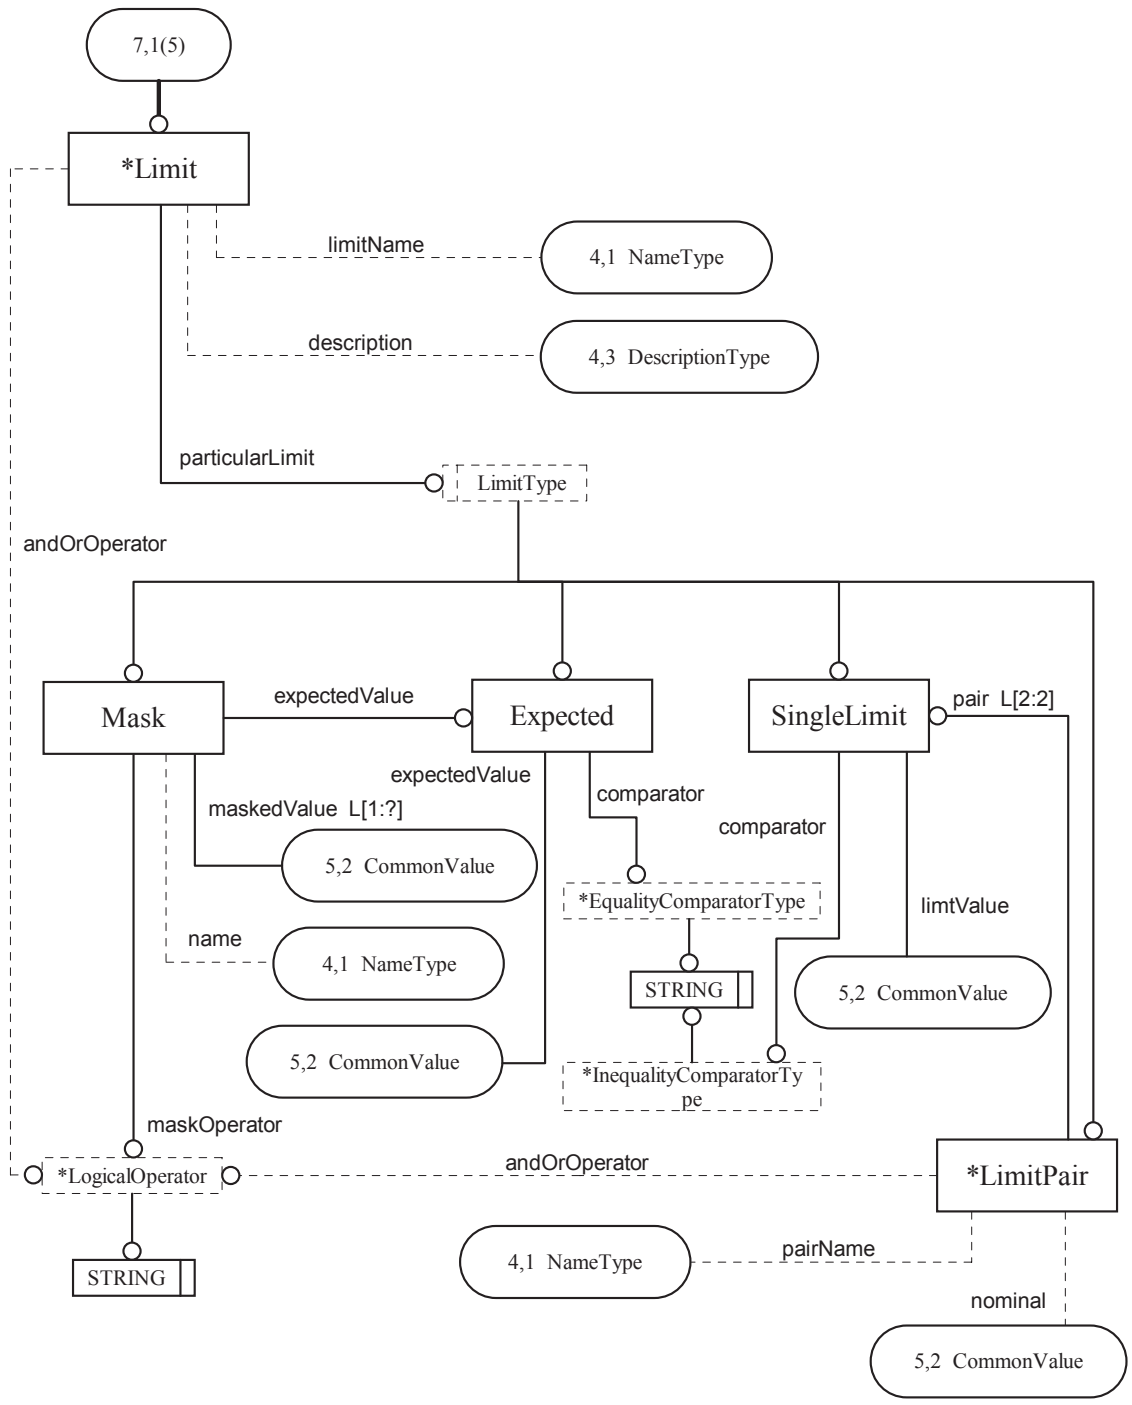 7,1(5)
*Limit
limitName
4,1 NameType
description
4,3 DescriptionType
particularLimit
LimitType
andOrOperator
Mask
expectedValue
Expected
SingleLimit
pair L[2:2]
expectedValue
comparator
maskedValue L[1:?]
comparator
5,2 CommonValue
*EqualityComparatorType
limtValue
name
4,1 NameType
STRING
5,2 CommonValue
5,2 CommonValue
*InequalityComparatorTy
pe
maskOperator
*LogicalOperator
andOrOperator
*LimitPair
STRING
4,1 NameType
pairName
nominal
5,2 CommonValue